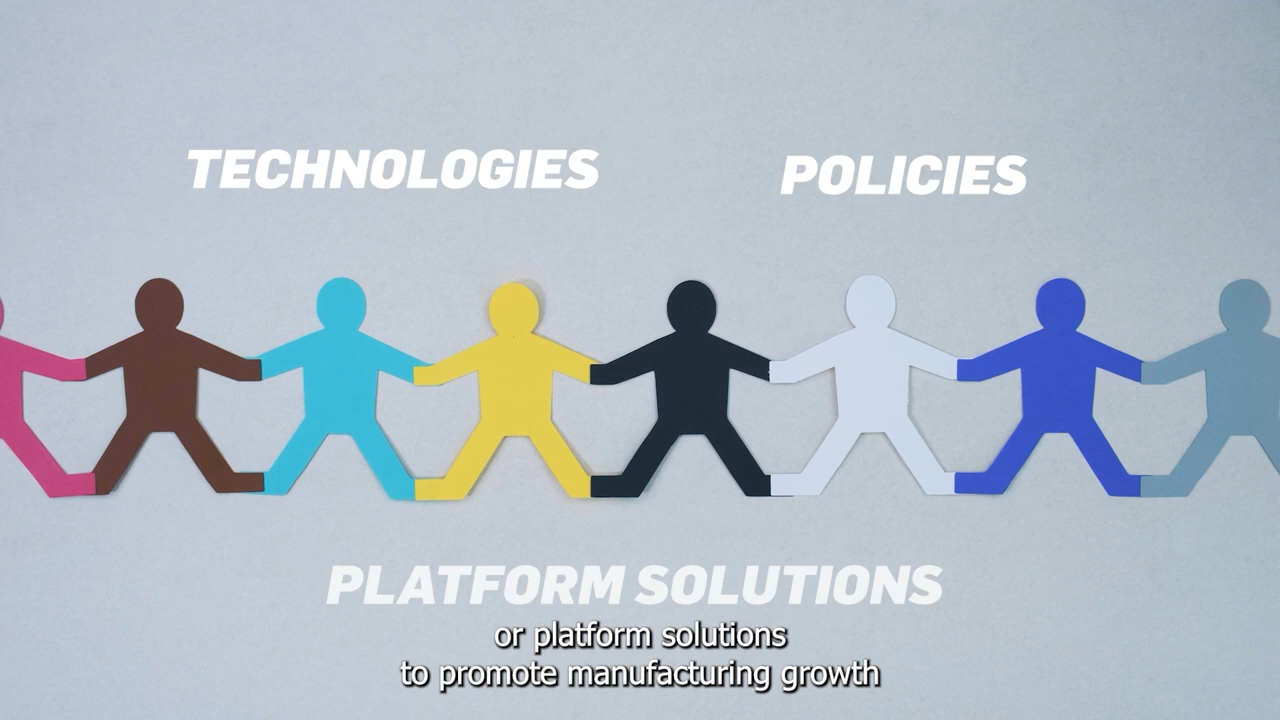 TECHNOLOGIES
POLICIES
PLATFORM SOLUTIONS
or platform solutions
to promote manufacturing growth